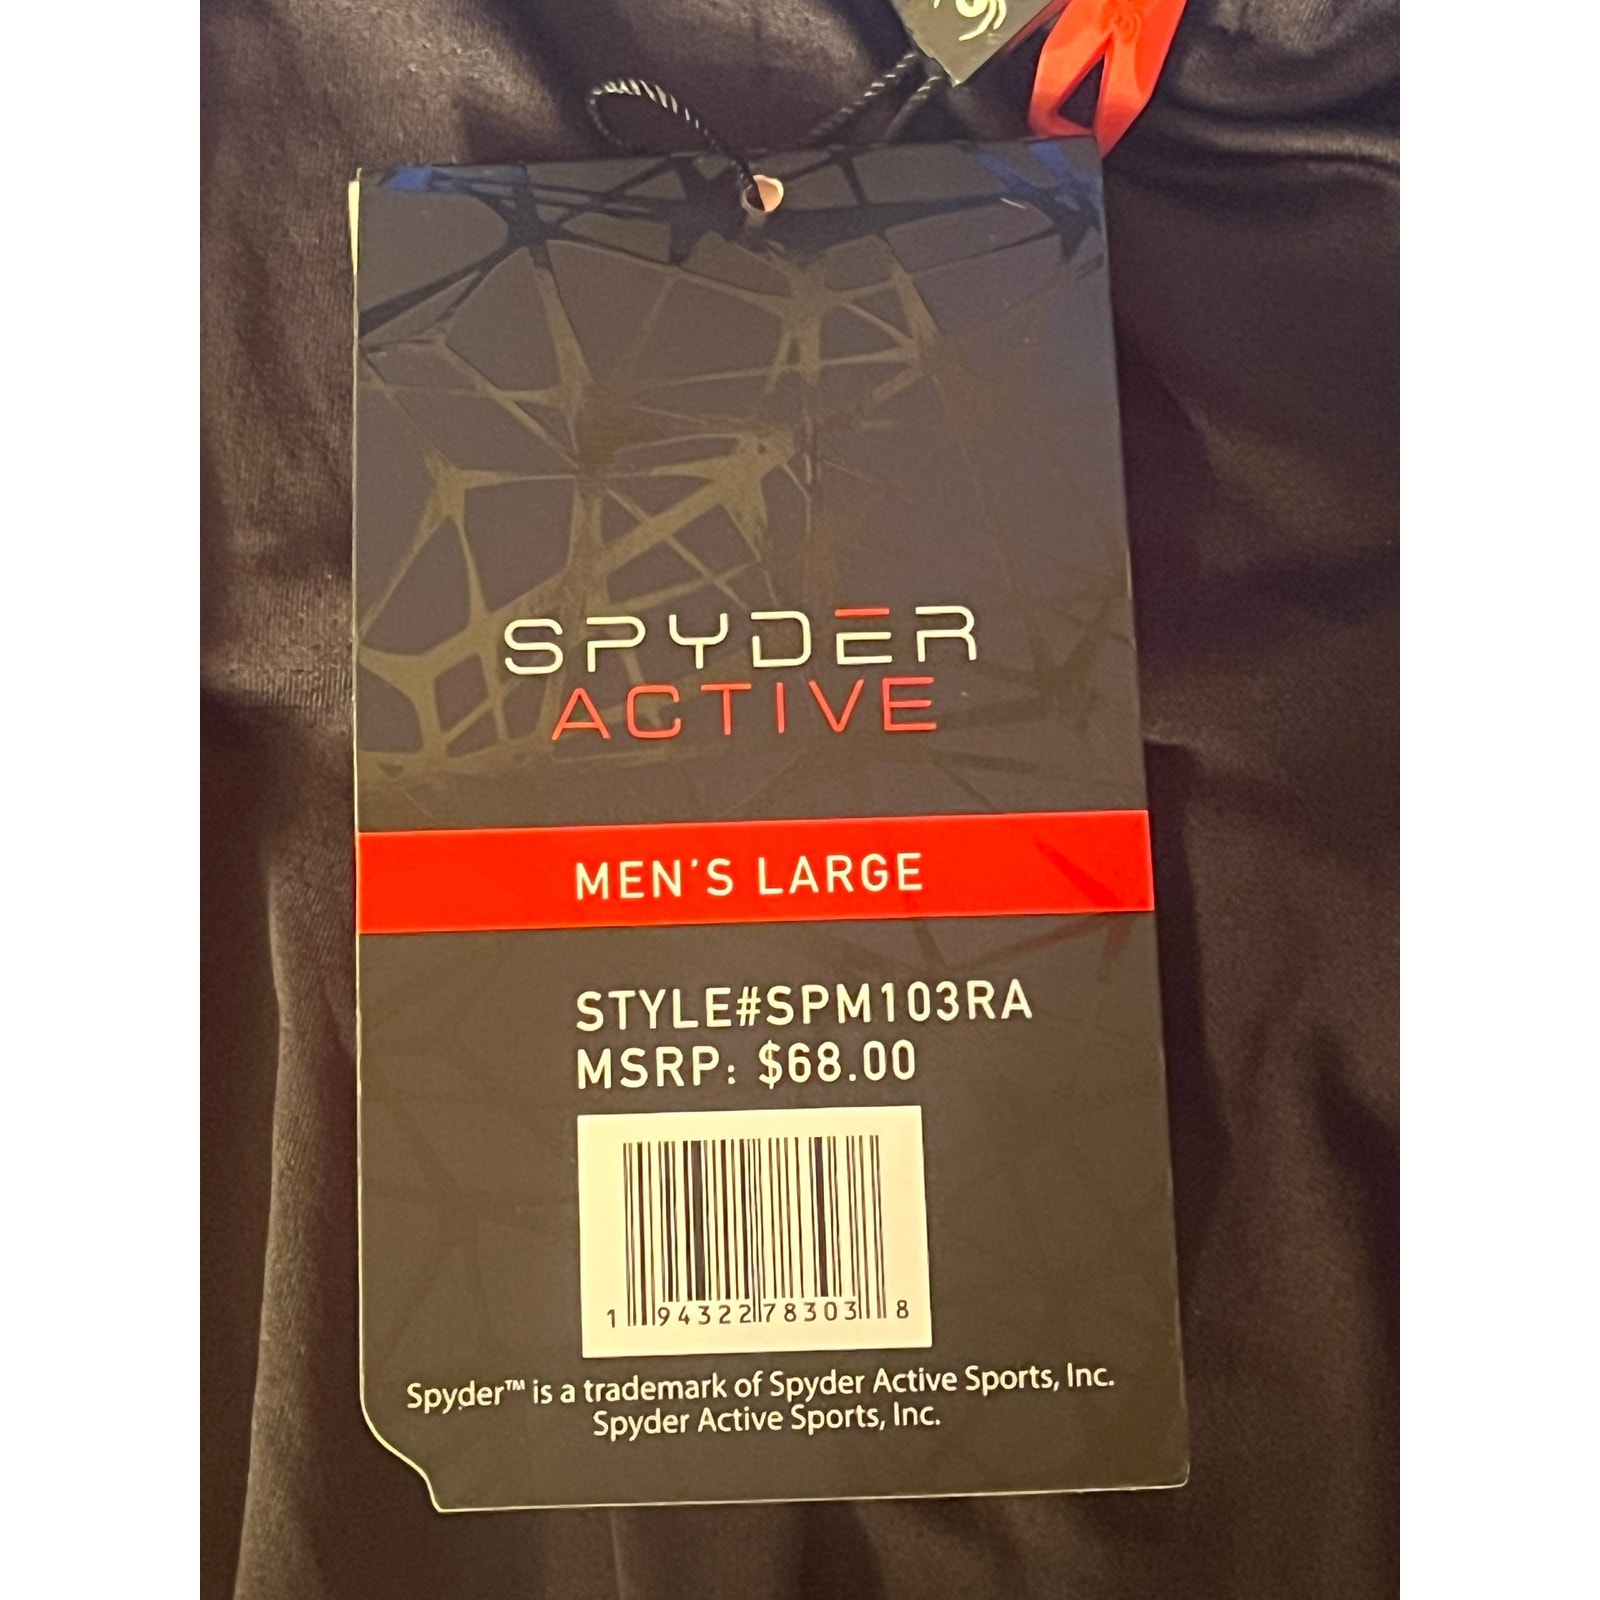 SPYDER
ACTIVE
MEN'S LARGE
STYLE#SPM103RA
MSRP: $68.00
1 94322 78303 8
Spyder™ is a trademark of Spyder Active Sports, Inc.
Spyder Active Sports, Inc.